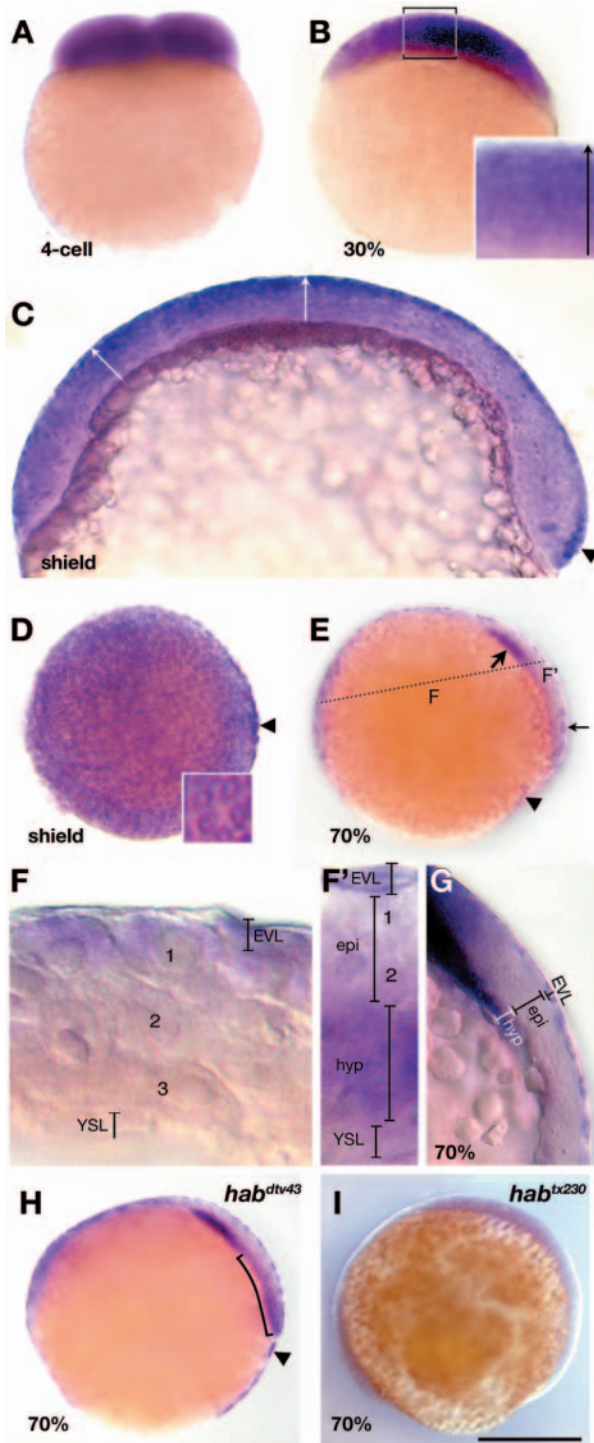 A
B
4-cell
30%
C
shield
D
E
F
F'
shield
70%
F
EVL
1
2
3
YSL
F'
EVL
epi
1
2
hyp
YSL
G
EVL
epi
hyp
70%
H
hab^dtv43
70%
I
hab^tx230
70%